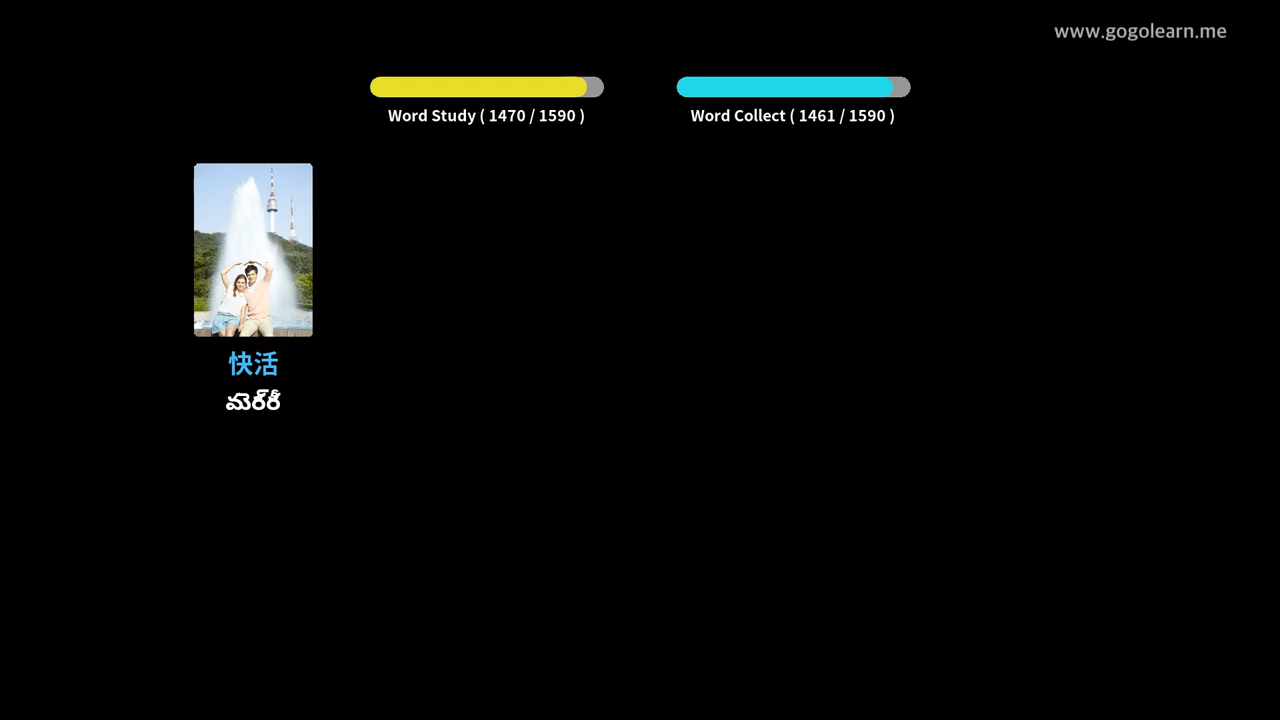 www.gogolearn.me
Word Study ( 1470 / 1590 )
Word Collect ( 1461 / 1590 )
快活
మెర్‌రీ